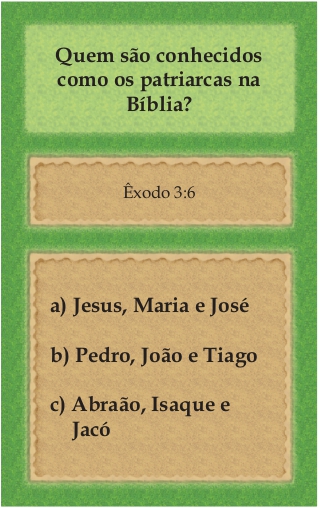 Quem são conhecidos
como os patriarcas na
Bíblia?
Êxodo 3:6
a) Jesus, Maria e José
b) Pedro, João e Tiago
c) Abraão, Isaque e
Jacó